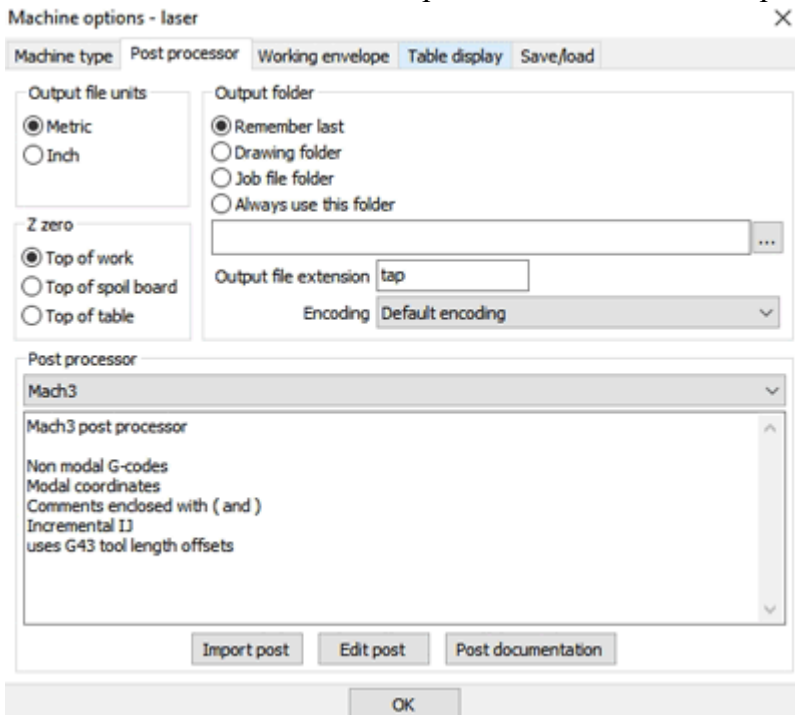 Machine options - laser
Machine type Post processor Working envelope Table display Save/load
Output file units
Metric
Inch
Output folder
Remember last
Drawing folder
Job file folder
Always use this folder
...
Z zero
Top of work
Top of spoil board
Top of table
Output file extension tap
Encoding Default encoding
Post processor
Mach3
Mach3 post processor
Non modal G-codes
Modal coordinates
Comments enclosed with ( and )
Incremental IJ
uses G43 tool length offsets
Import post Edit post Post documentation
OK